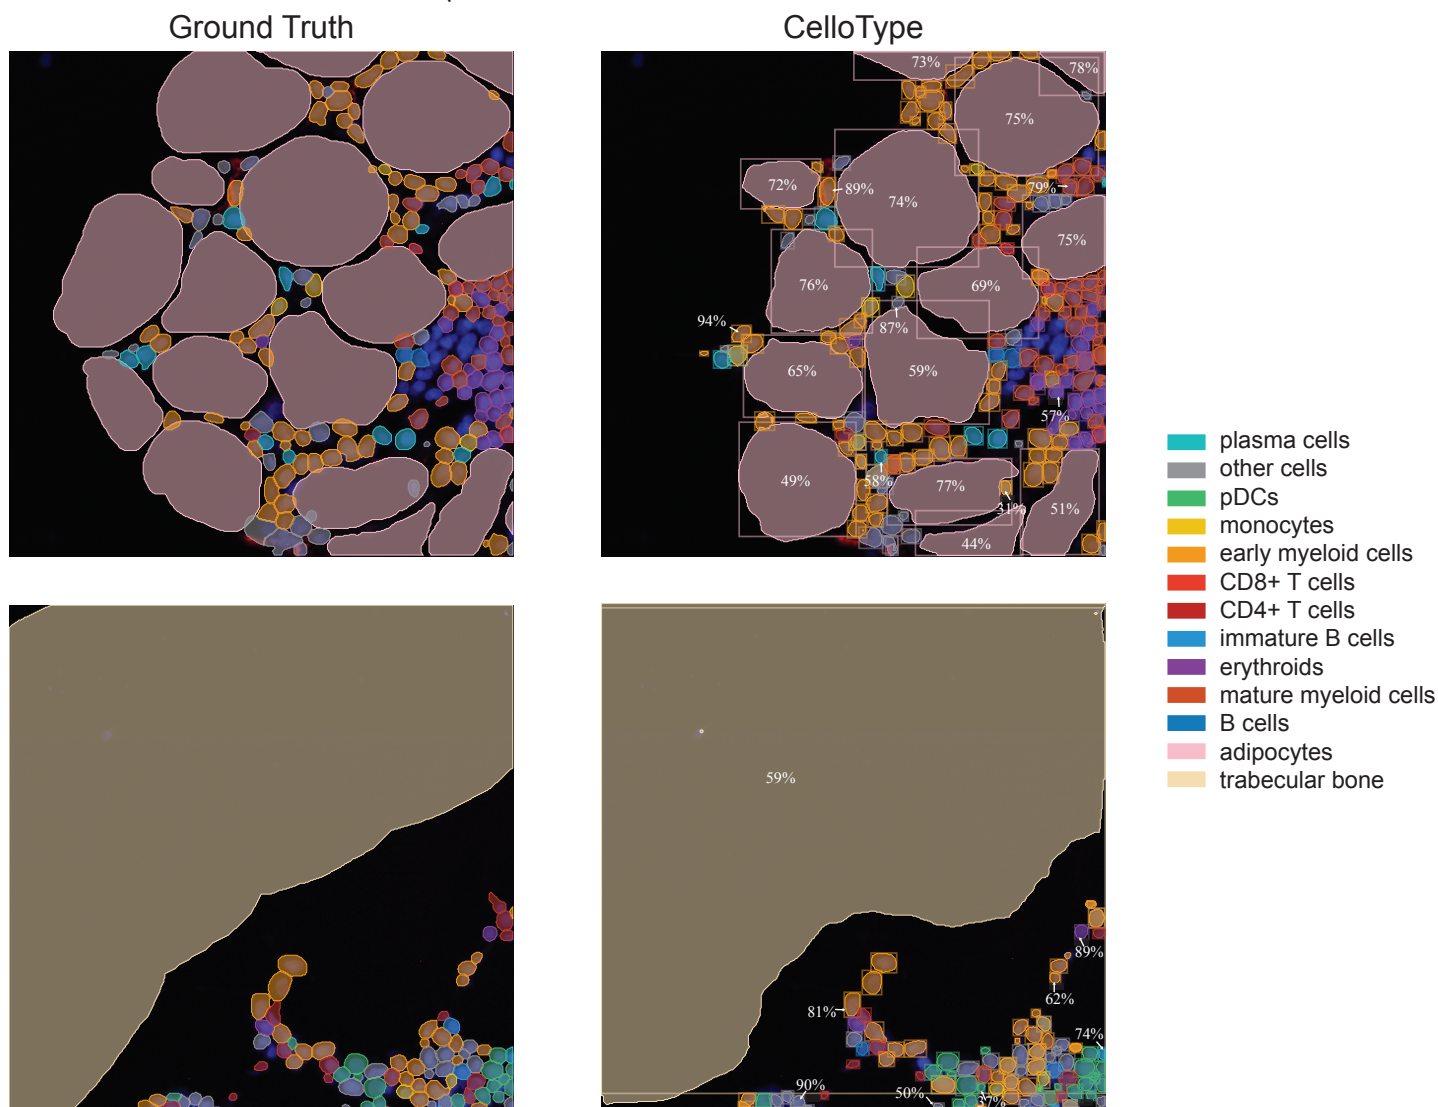 Ground Truth
CelloType
73%
78%
75%
72%
89%
74%
79%
75%
76%
69%
94%
87%
65%
59%
57%
49%
58%
77%
31%
51%
44%
59%
89%
62%
81%
74%
90%
50%
37%
plasma cells
other cells
pDCs
monocytes
early myeloid cells
CD8+ T cells
CD4+ T cells
immature B cells
erythroids
mature myeloid cells
B cells
adipocytes
trabecular bone